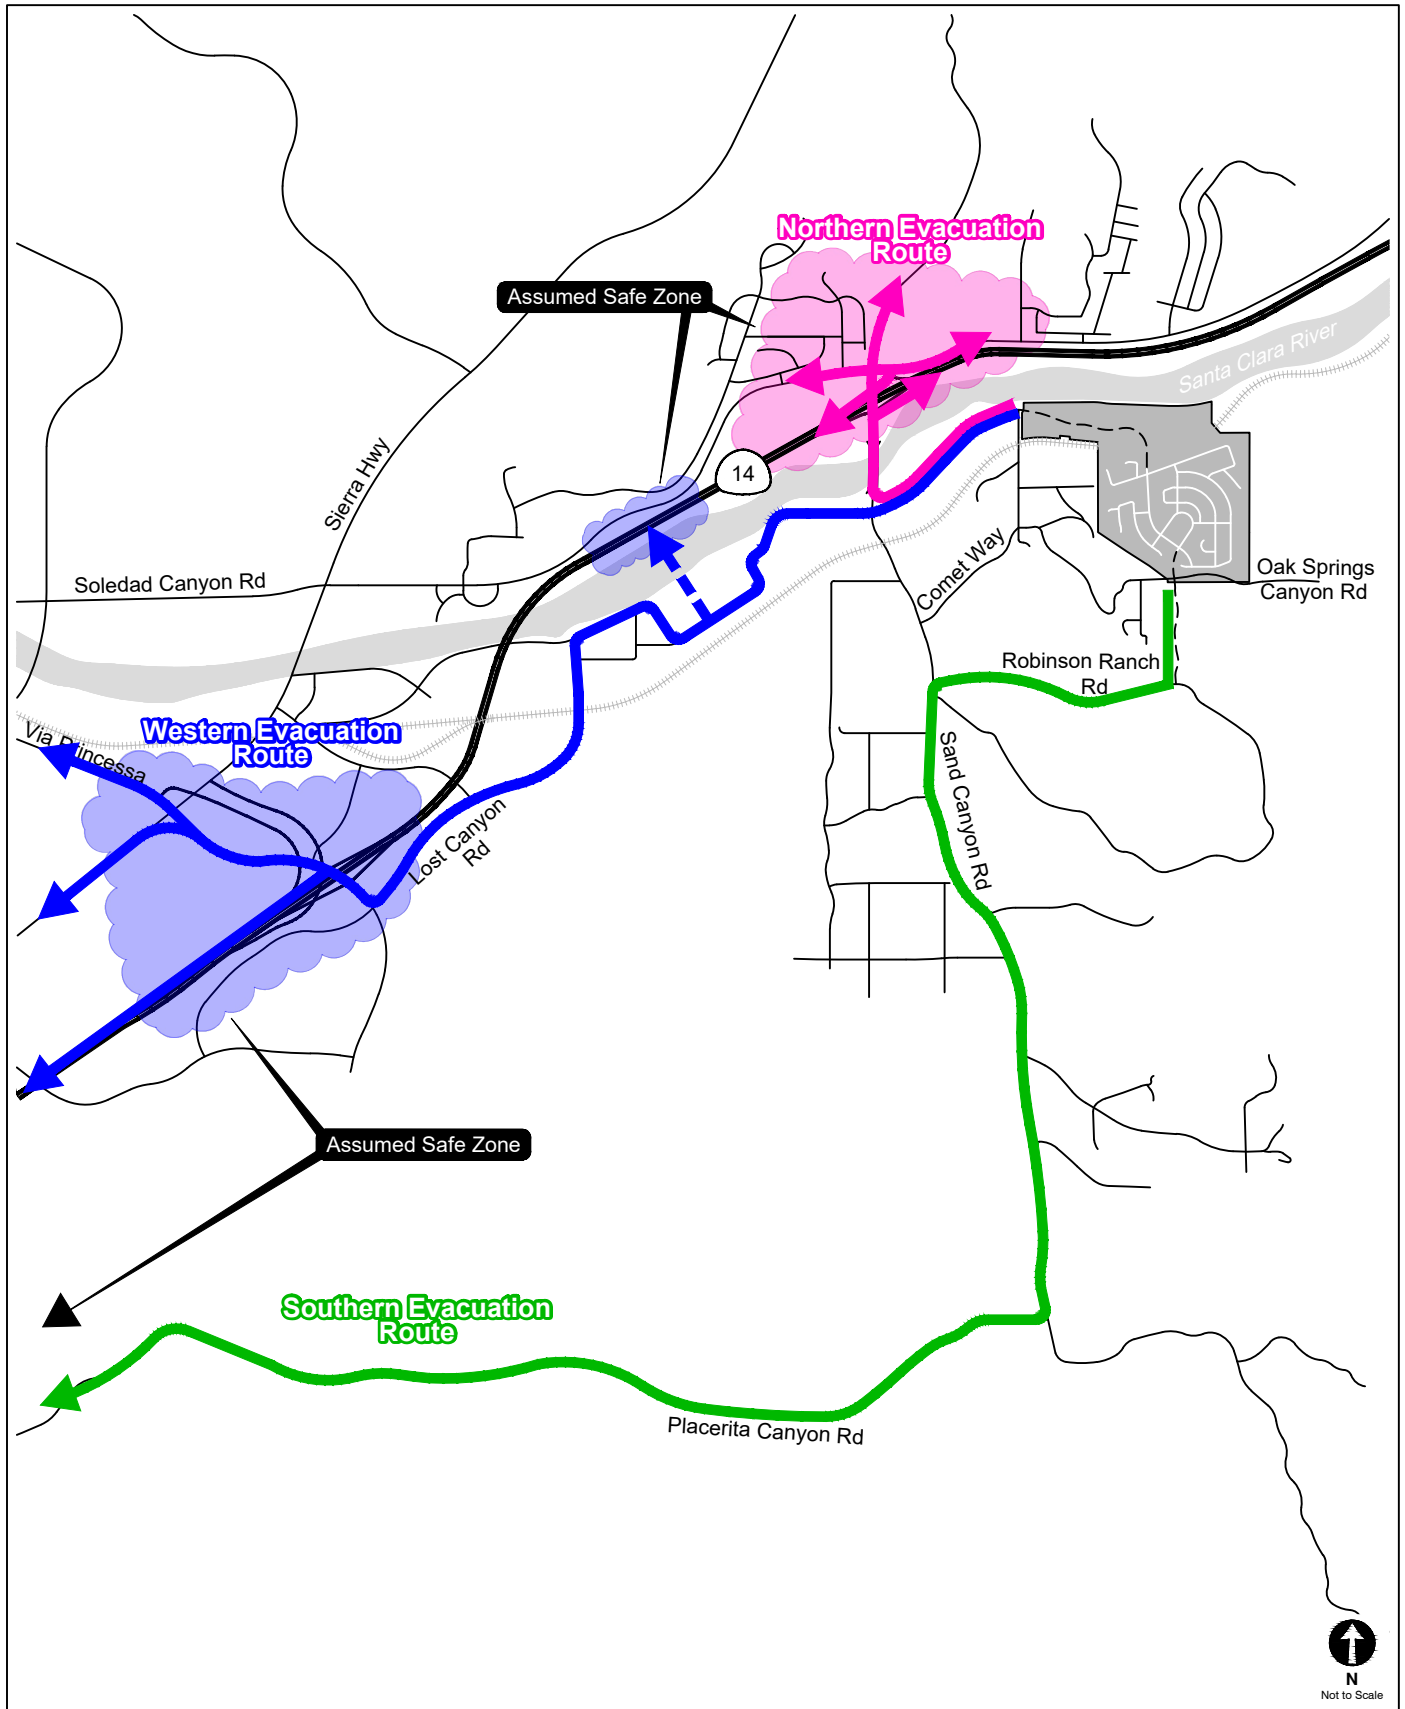 Northern Evacuation
Route
Assumed Safe Zone
Santa Clara River
14
Sierra Hwy
Soledad Canyon Rd
Comet Way
Oak Springs
Canyon Rd
Robinson Ranch
Rd
Via Princessa
Western Evacuation
Route
Sand Canyon Rd
Lost Canyon
Rd
Assumed Safe Zone
Southern Evacuation
Route
Placerita Canyon Rd
N
Not to Scale